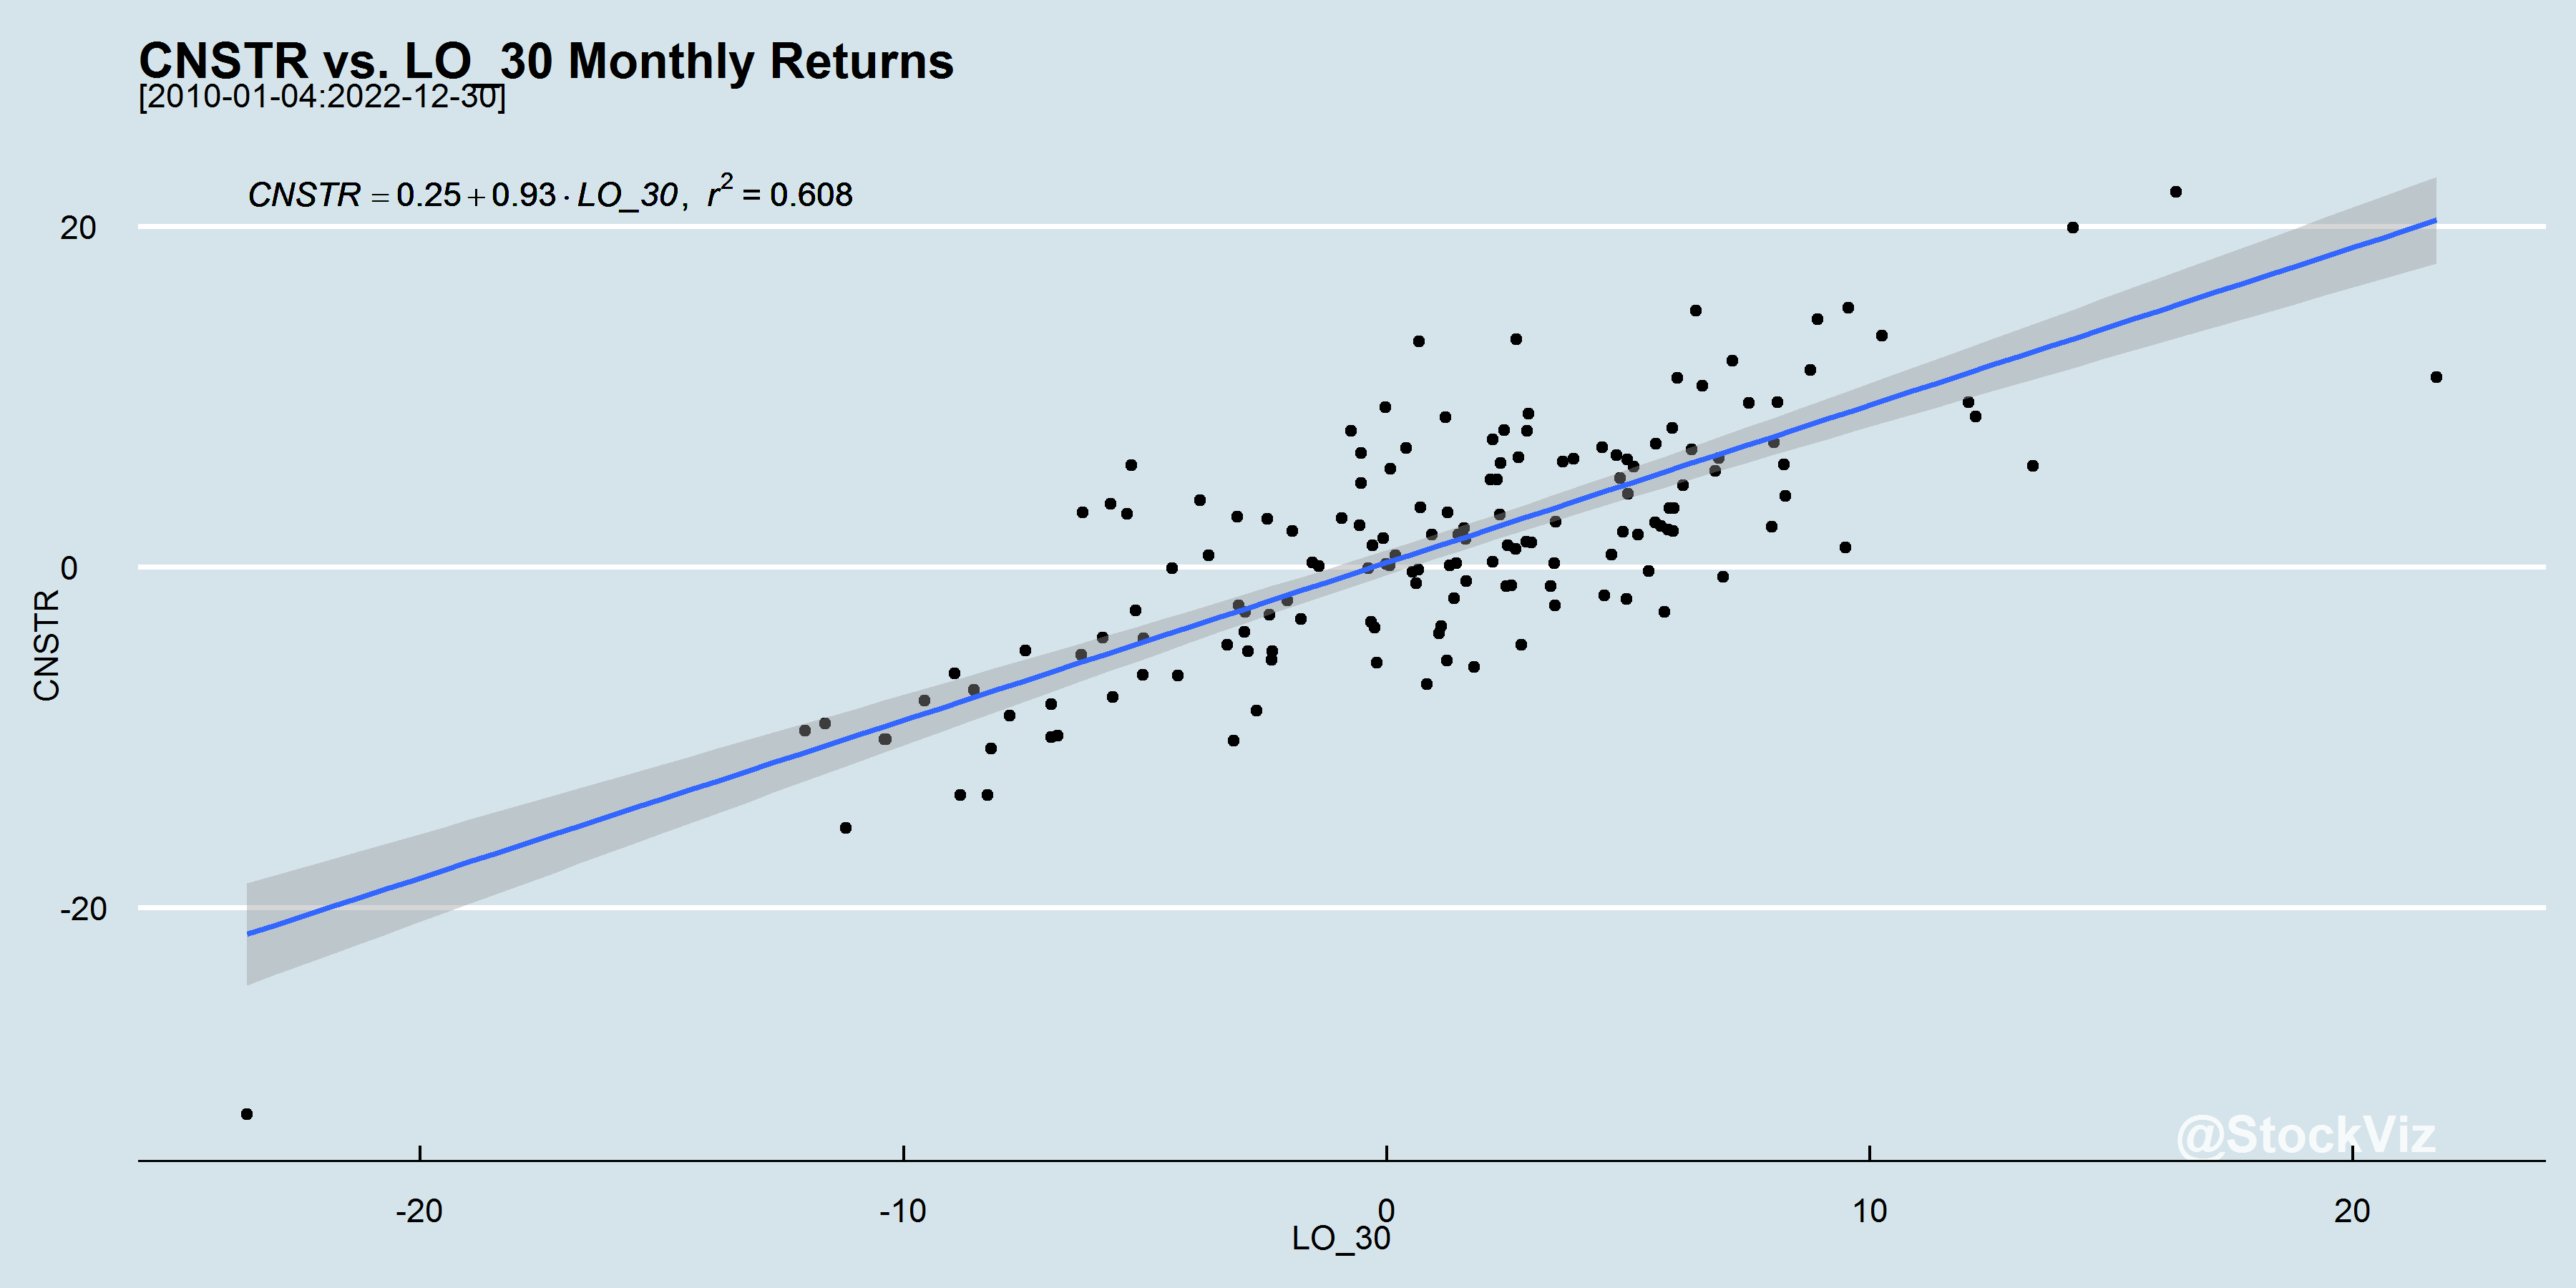 CNSTR vs. LO_30 Monthly Returns
[2010-01-04:2022-12-30]
CNSTR = 0.25 + 0.93 · LO_30, r² = 0.608
20
0
-20
CNSTR
@StockViz
-20 -10 0 10 20
LO_30